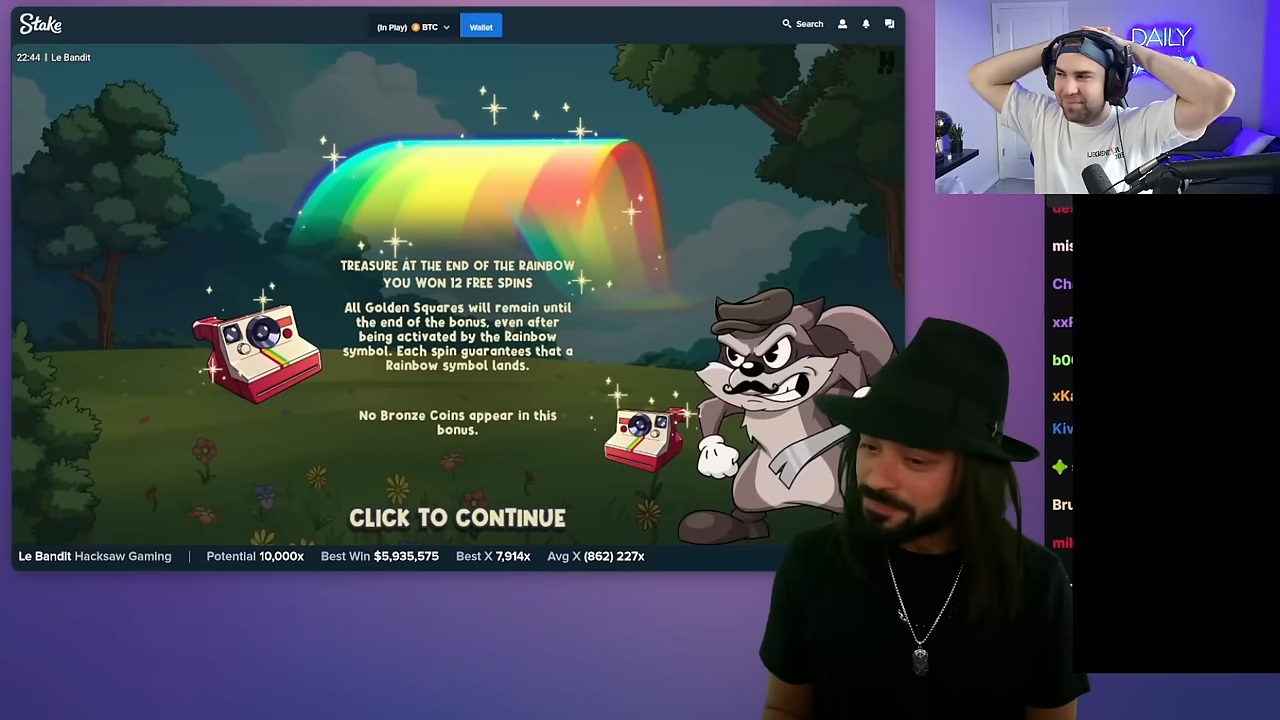 Stake
(In Play) BTC
Wallet
Search
22:44 | Le Bandit
DAILY
TREASURE AT THE END OF THE RAINBOW
YOU WON 12 FREE SPINS
All Golden Squares will remain until
the end of the bonus, even after
being activated by the Rainbow
symbol. Each spin guarantees that a
Rainbow symbol lands.
No Bronze Coins appear in this
bonus.
CLICK TO CONTINUE
Le Bandit Hacksaw Gaming | Potential 10,000x Best Win $5,935,575 Best X 7,914x Avg X (862) 227x
des
mis
Cha
xxF
b0
xKa
Kiv
Bru
mik